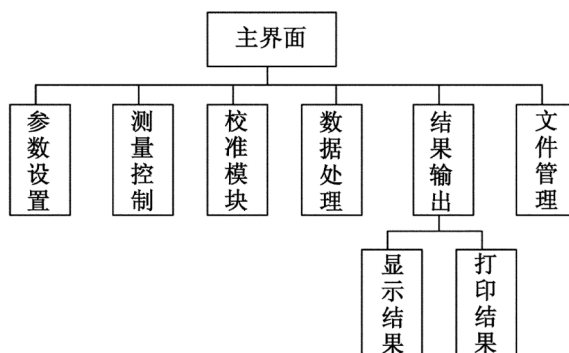 主界面
参数设置
测量控制
校准模块
数据处理
结果输出
文件管理
显示结果
打印结果